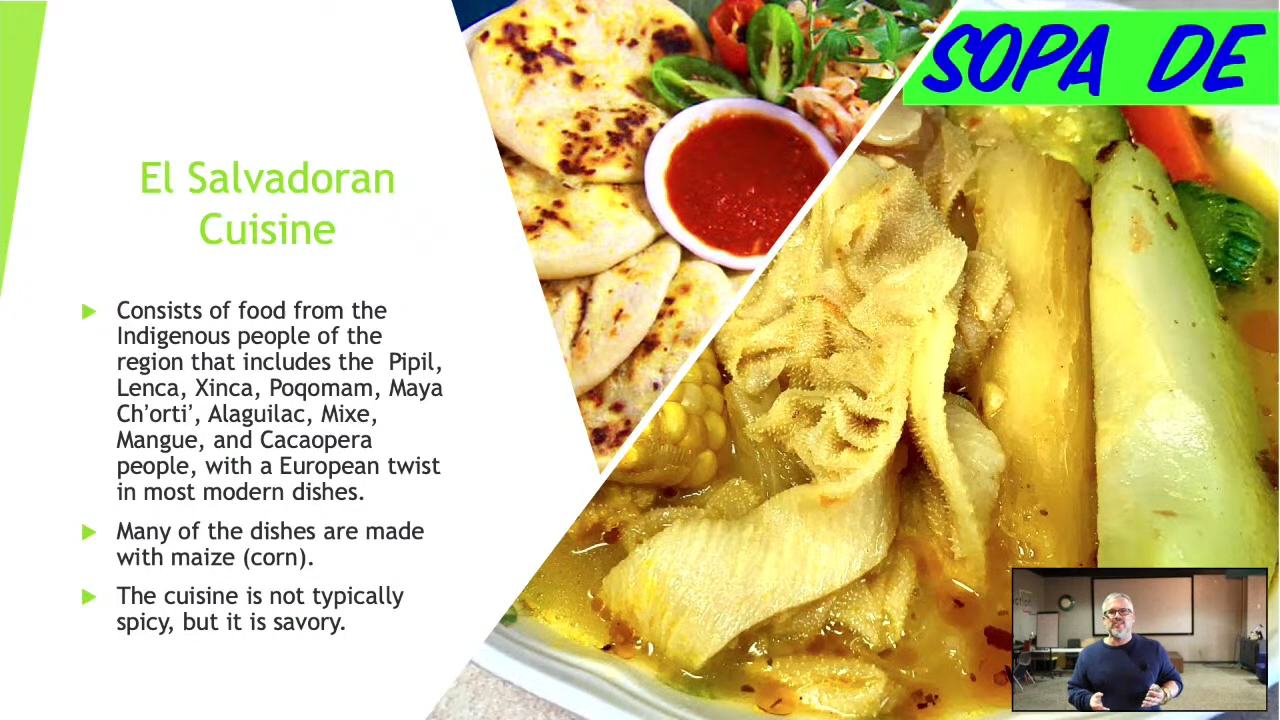 El Salvadoran
Cuisine
Consists of food from the
Indigenous people of the
region that includes the Pipil,
Lenca, Xinca, Poqomam, Maya
Ch’orti’, Alaguilac, Mixe,
Mangue, and Cacaopera
people, with a European twist
in most modern dishes.
Many of the dishes are made
with maize (corn).
The cuisine is not typically
spicy, but it is savory.
SOPA DE